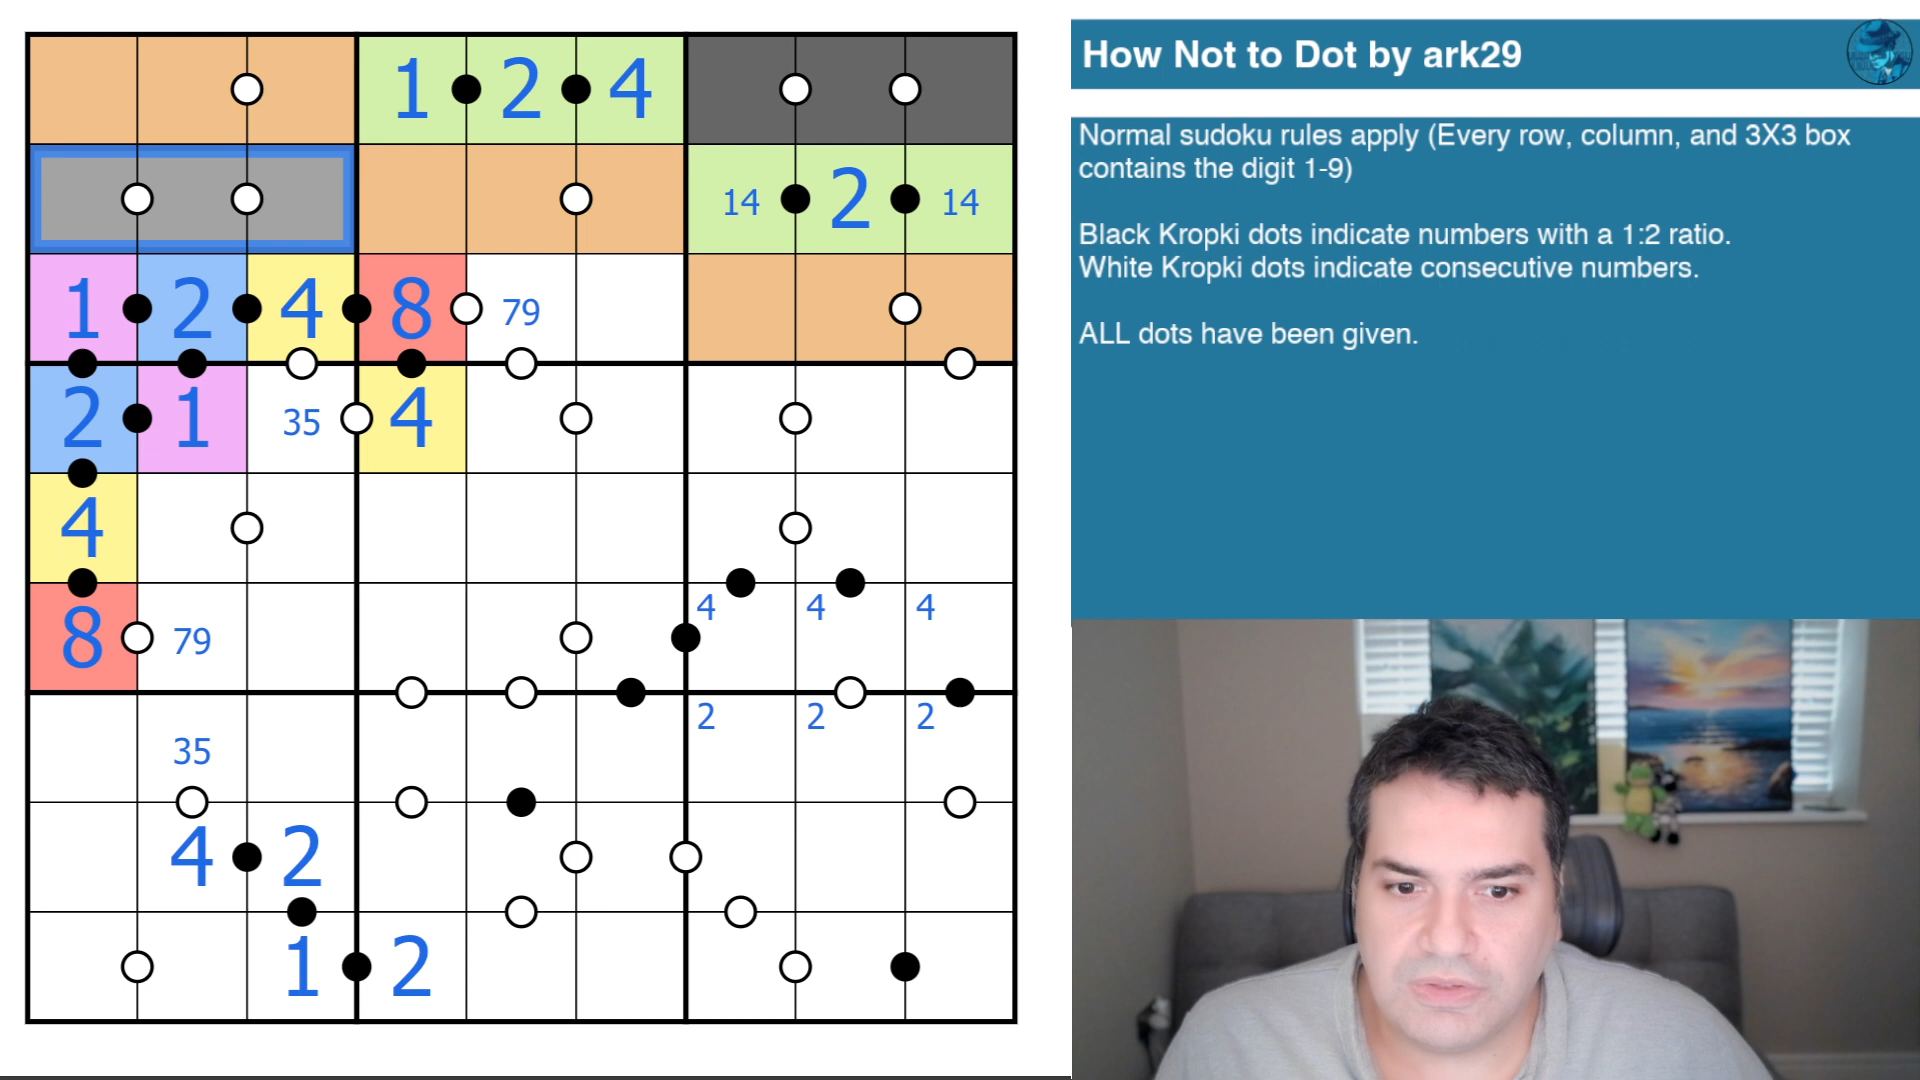 How Not to Dot by ark29
Normal sudoku rules apply (Every row, column, and 3X3 box
contains the digit 1-9)
Black Kropki dots indicate numbers with a 1:2 ratio.
White Kropki dots indicate consecutive numbers.
ALL dots have been given.
1 2 4
14 2 14
1 2 4 8 79
2 1 35 4
4
8 79 4 4 4
35 2 2 2
4 2
1 2